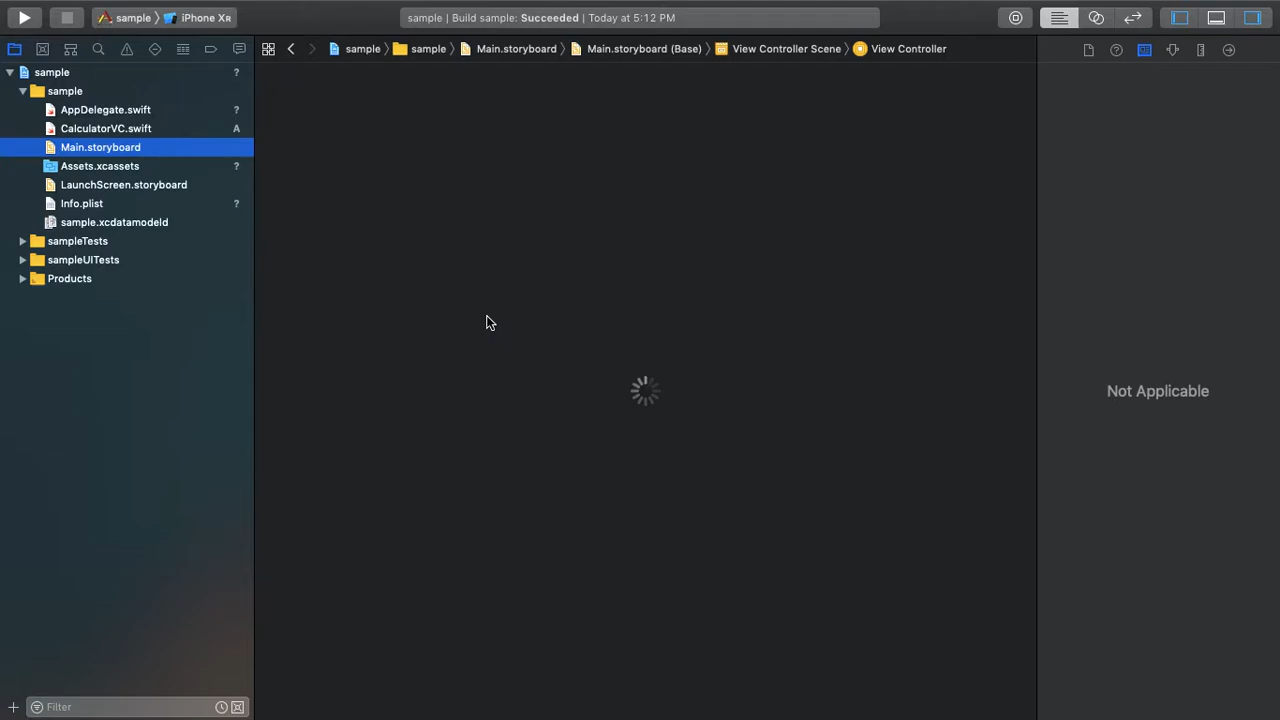 sample 〉 iPhone Xʀ
sample | Build sample: Succeeded | Today at 5:12 PM
sample 〉 sample 〉 Main.storyboard 〉 Main.storyboard (Base) 〉 View Controller Scene 〉 View Controller
sample ?
sample
AppDelegate.swift ?
CalculatorVC.swift A
Main.storyboard
Assets.xcassets ?
LaunchScreen.storyboard
Info.plist ?
sample.xcdatamodeld
sampleTests
sampleUITests
Products
Not Applicable
Filter